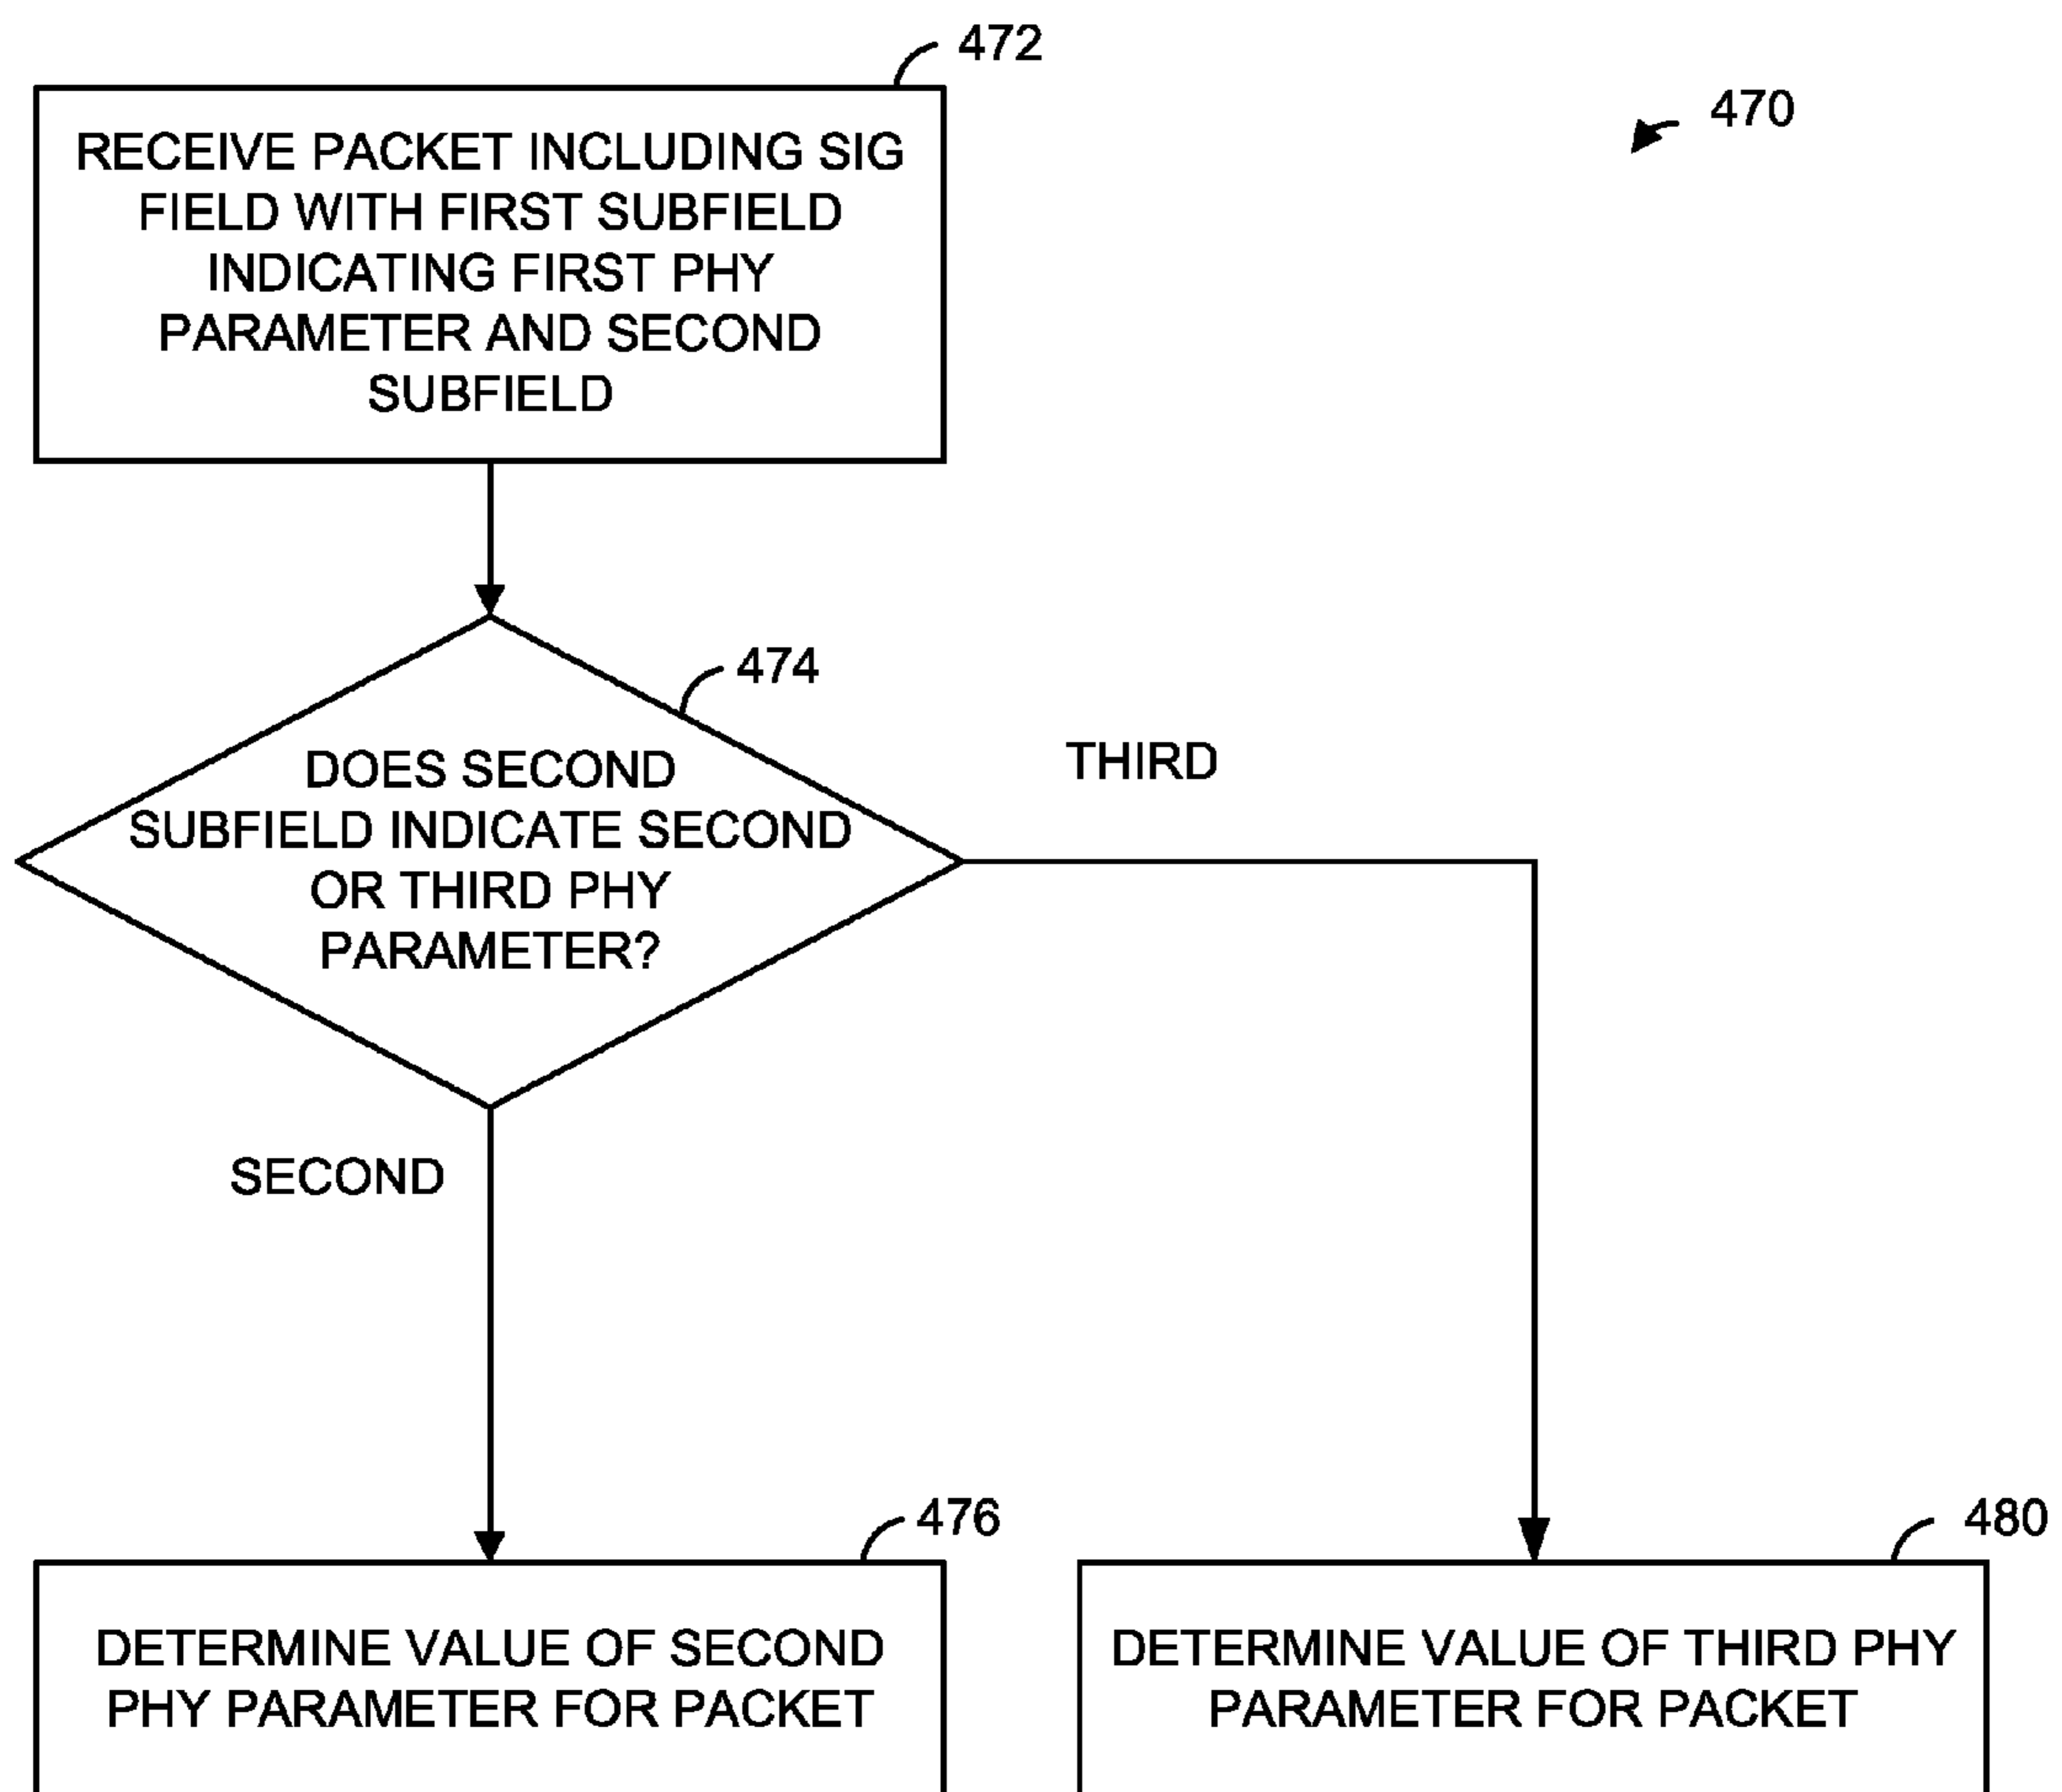 472
470
RECEIVE PACKET INCLUDING SIG
FIELD WITH FIRST SUBFIELD
INDICATING FIRST PHY
PARAMETER AND SECOND
SUBFIELD
474
DOES SECOND
SUBFIELD INDICATE SECOND
OR THIRD PHY
PARAMETER?
THIRD
SECOND
476
480
DETERMINE VALUE OF SECOND
PHY PARAMETER FOR PACKET
DETERMINE VALUE OF THIRD PHY
PARAMETER FOR PACKET